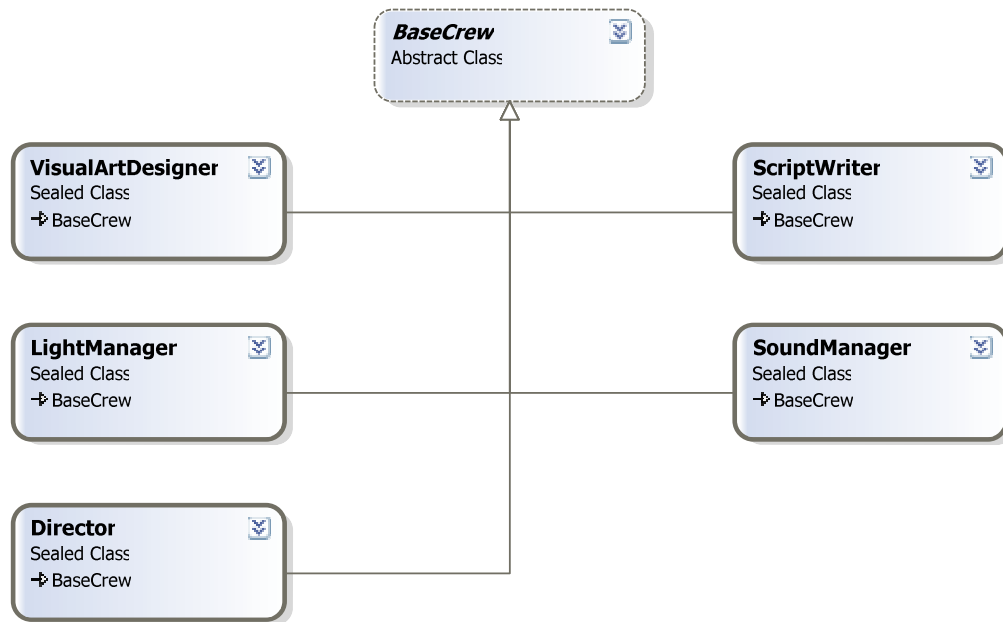 BaseCrew
Abstract Class
VisualArtDesigner
Sealed Class
BaseCrew
ScriptWriter
Sealed Class
BaseCrew
LightManager
Sealed Class
BaseCrew
SoundManager
Sealed Class
BaseCrew
Director
Sealed Class
BaseCrew